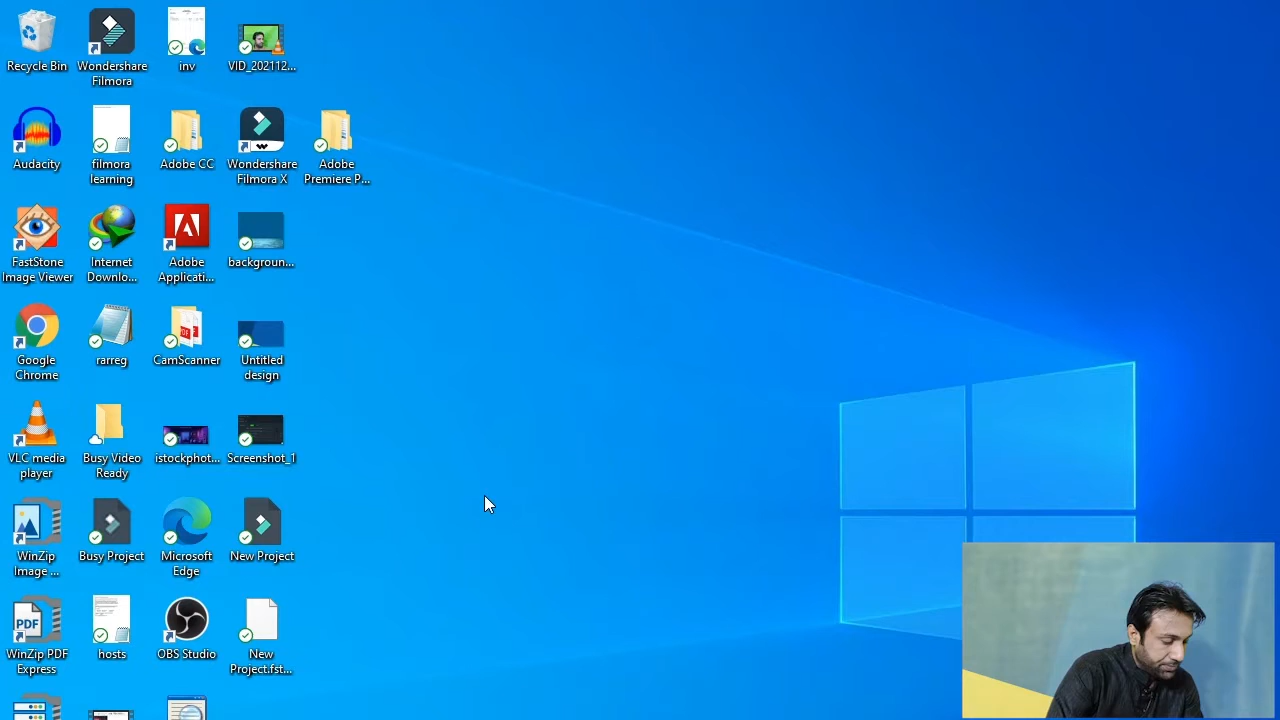 Recycle Bin
Wondershare
Filmora
inv
VID_202112...
Audacity
filmora
learning
Adobe CC
Wondershare
Filmora X
Adobe
Premiere P...
FastStone
Image Viewer
Internet
Downlo...
Adobe
Applicati...
backgroun...
Google
Chrome
rarreg
CamScanner
Untitled
design
VLC media
player
Busy Video
Ready
istockphot...
Screenshot_1
WinZip
Image ...
Busy Project
Microsoft
Edge
New Project
PDF
WinZip PDF
Express
hosts
OBS Studio
New
Project.fst...